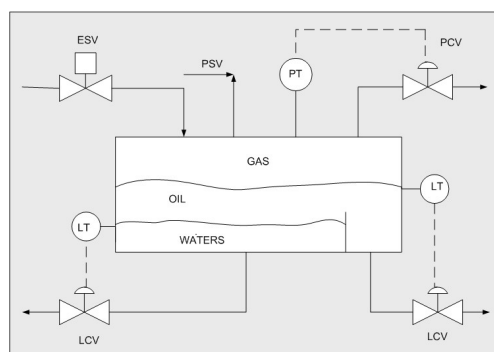 ESV
PSV
PT
PCV
GAS
OIL
LT
LT
WATERS
LCV
LCV